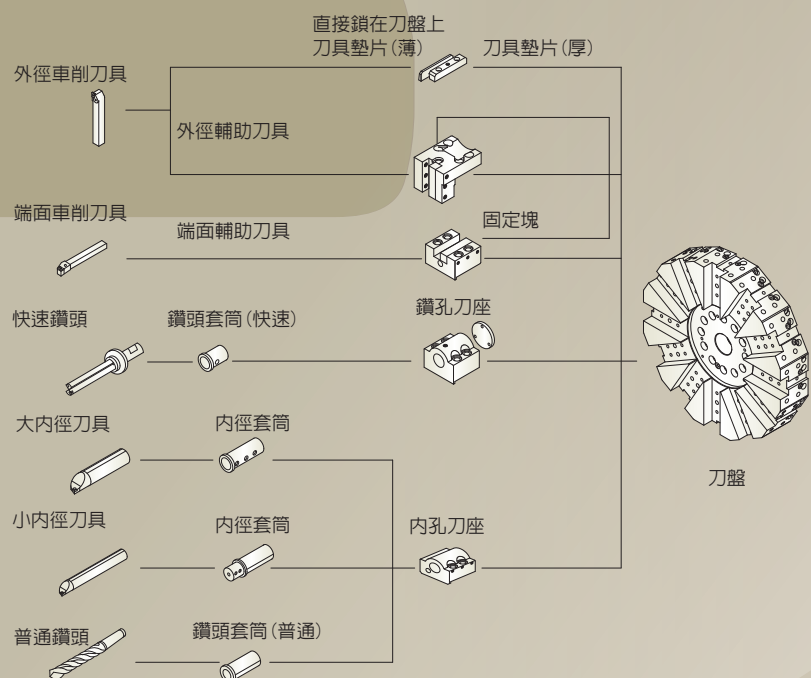 直接鎖在刀盤上
刀具墊片(薄)
刀具墊片(厚)
外徑車削刀具
外徑輔助刀具
端面車削刀具
端面輔助刀具
固定塊
快速鑽頭
鑽頭套筒(快速)
鑽孔刀座
大內徑刀具
內徑套筒
刀盤
小內徑刀具
內徑套筒
內孔刀座
普通鑽頭
鑽頭套筒(普通)